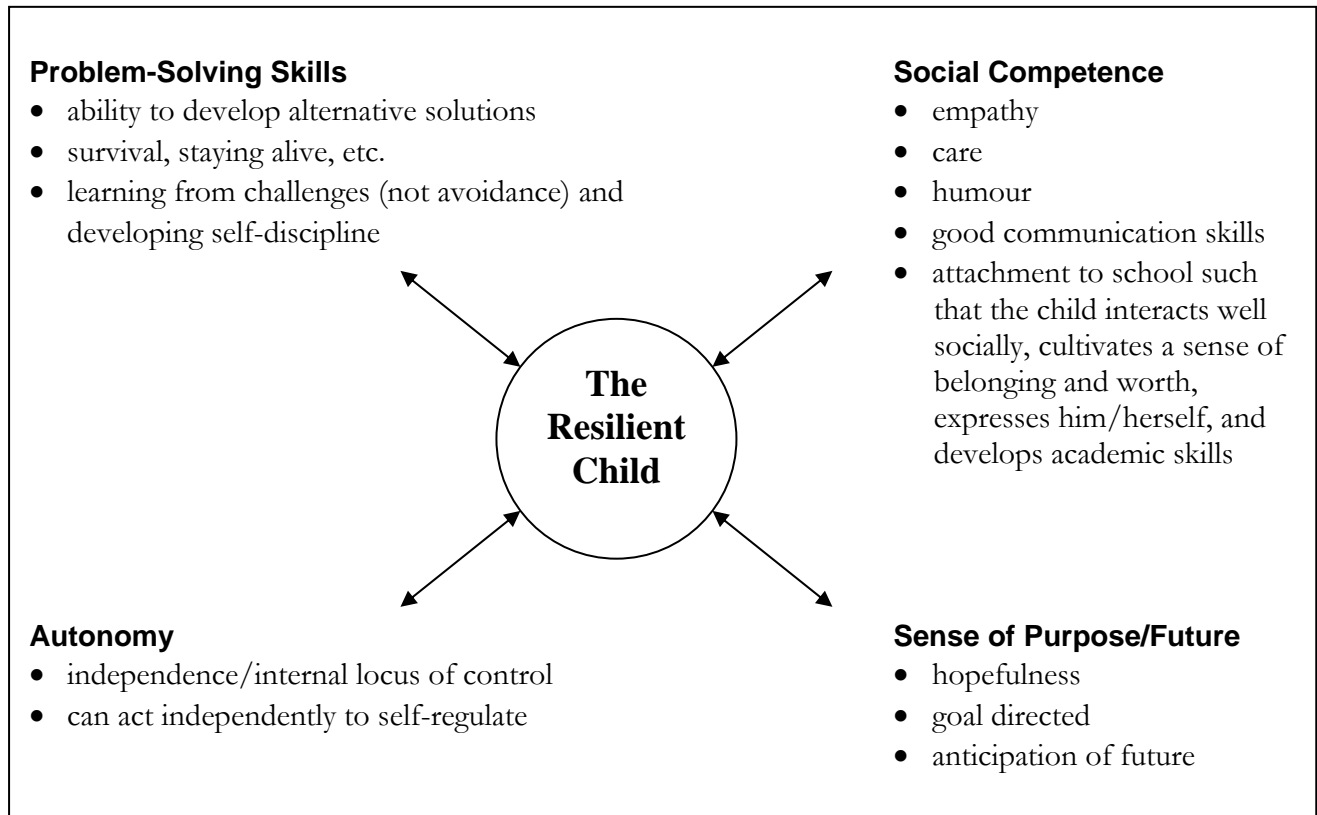 Problem-Solving Skills
• ability to develop alternative solutions
• survival, staying alive, etc.
• learning from challenges (not avoidance) and
developing self-discipline
Social Competence
• empathy
• care
• humour
• good communication skills
• attachment to school such
that the child interacts well
socially, cultivates a sense of
belonging and worth,
expresses him/herself, and
develops academic skills
The
Resilient
Child
Autonomy
• independence/internal locus of control
• can act independently to self-regulate
Sense of Purpose/Future
• hopefulness
• goal directed
• anticipation of future